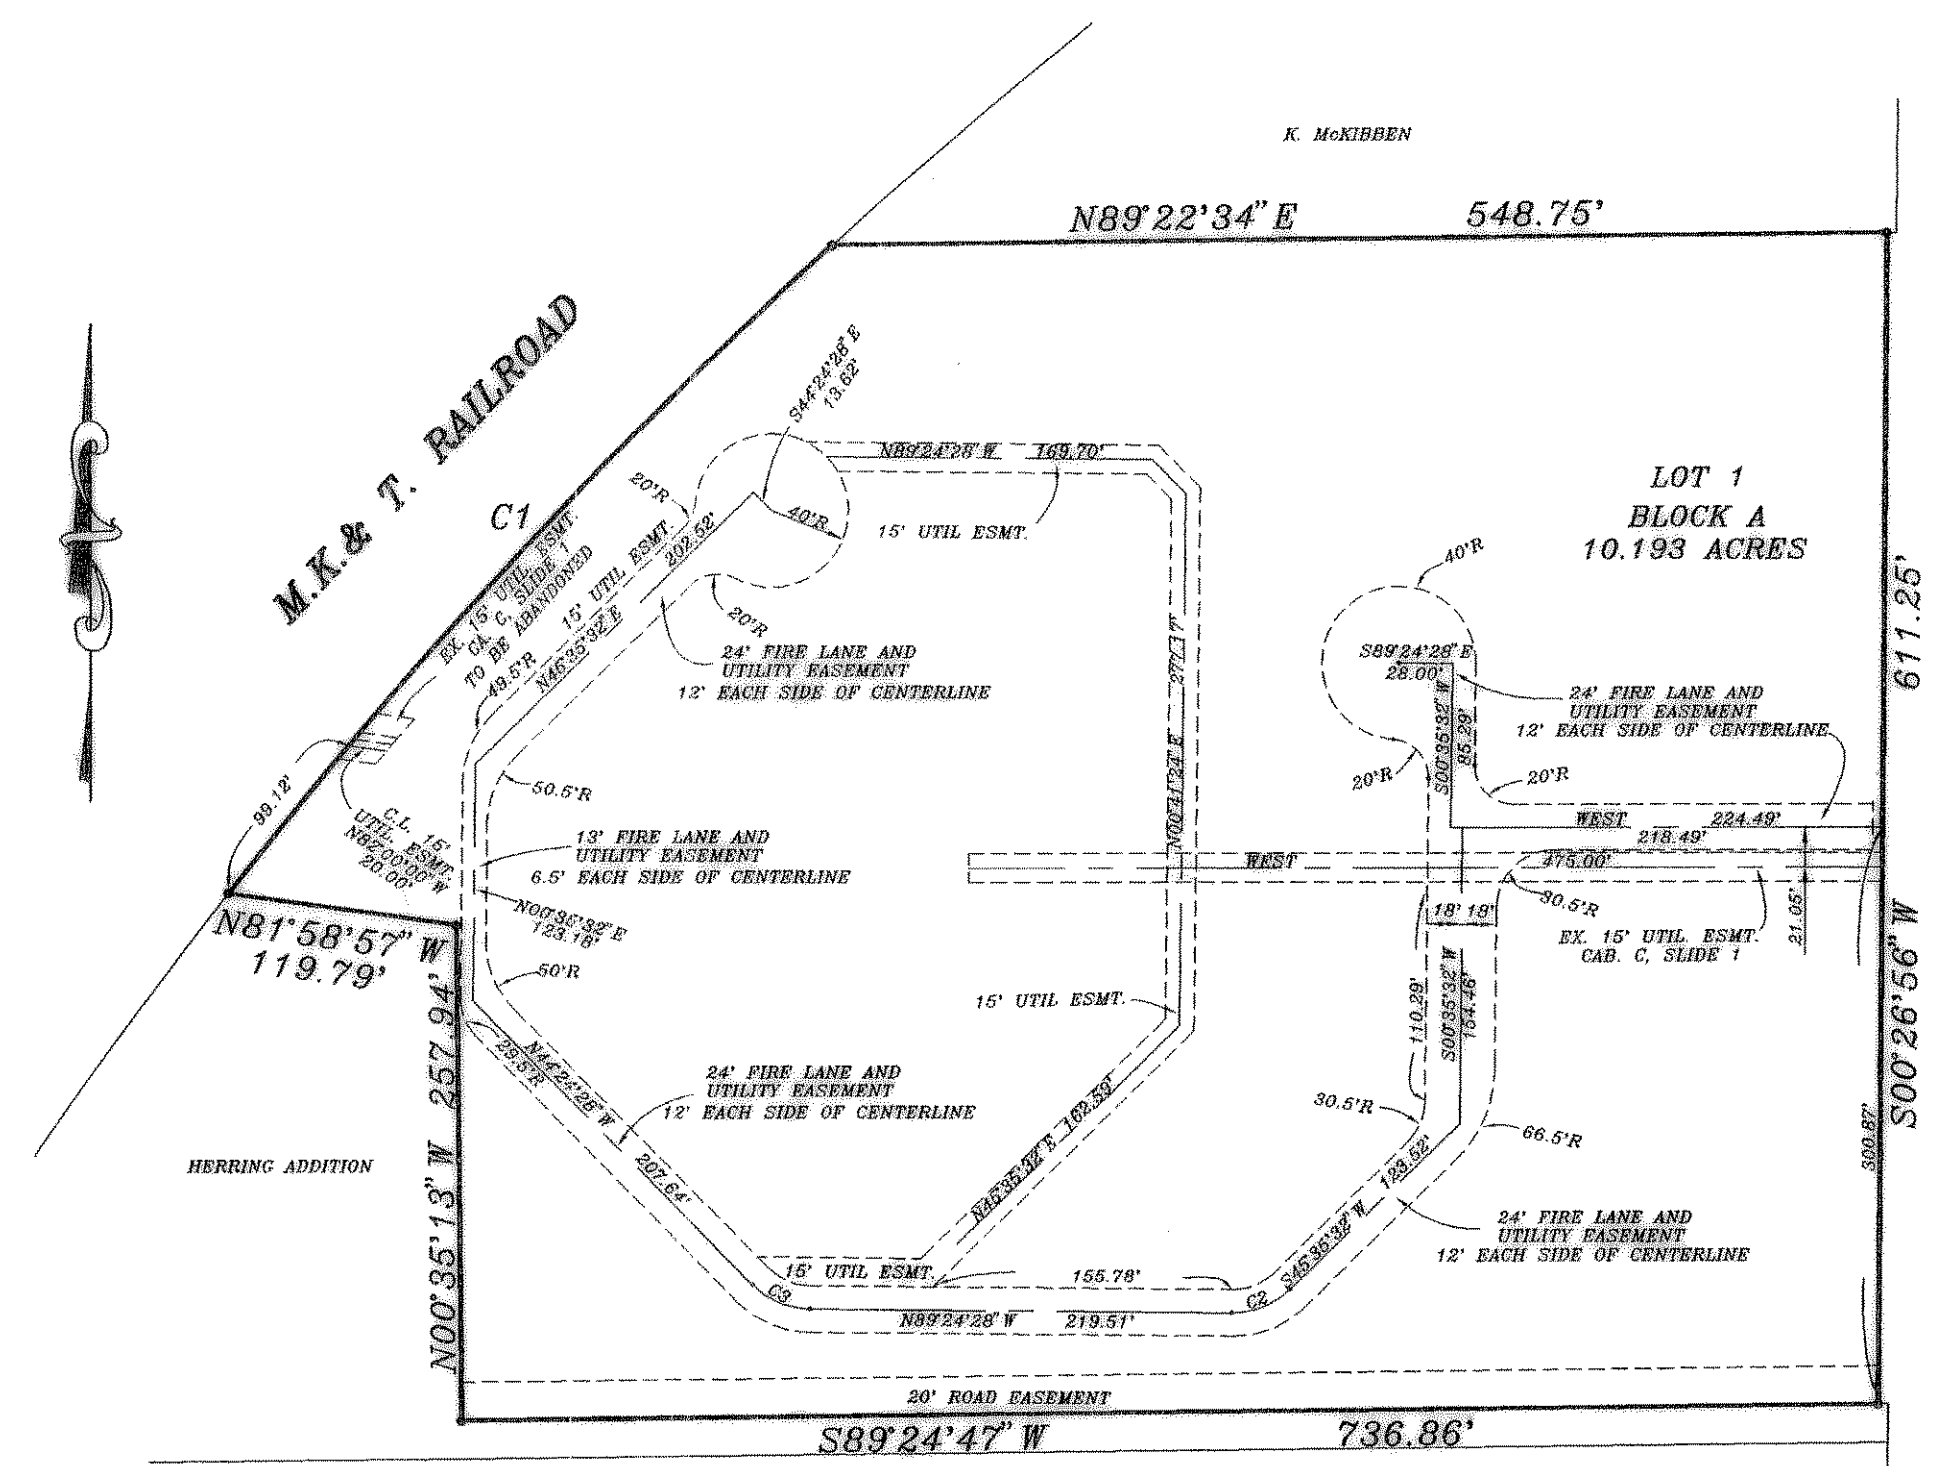 K. McKIBBEN
N89°22'34" E 548.75'
M.K.& T. RAILROAD
C1
S44°24'28" E
13.62'
N89°24'28" W 169.70'
15' UTIL ESMT.
LOT 1
BLOCK A
10.193 ACRES
611.25'
S00°26'56" W
20'R
40'R
202.52'
15' UTIL ESMT.
N45°35'32" E
49.5'R
EX. 15' UTIL ESMT.
CA. C, SLIDE 1
TO BE ABANDONED
20'R
24' FIRE LANE AND
UTILITY EASEMENT
12' EACH SIDE OF CENTERLINE
40'R
S89°24'28" E
28.00'
S00°35'32" W
85.29'
24' FIRE LANE AND
UTILITY EASEMENT
12' EACH SIDE OF CENTERLINE
20'R
20'R
N00°41'24" E 270.17'
50.5'R
99.12'
C.L. 15'
UTIL. ESMT.
N82°00'00" W
20.00'
13' FIRE LANE AND
UTILITY EASEMENT
6.5' EACH SIDE OF CENTERLINE
N00°35'32" E
123.18'
WEST 224.49'
218.49'
WEST 475.00'
30.5'R
18' 18'
EX. 15' UTIL. ESMT.
CAB. C, SLIDE 1
21.05'
N81°58'57" W
119.79'
50'R
15' UTIL ESMT.
110.29'
S00°35'32" W
154.46'
N00°35'13" W 257.94'
29.5'R
N44°24'28" W
207.64'
24' FIRE LANE AND
UTILITY EASEMENT
12' EACH SIDE OF CENTERLINE
N45°35'32" E 162.59'
30.5'R
66.5'R
S45°35'32" W 123.52'
300.87'
HERRING ADDITION
24' FIRE LANE AND
UTILITY EASEMENT
12' EACH SIDE OF CENTERLINE
15' UTIL ESMT.
155.78'
C3
C2
N89°24'28" W 219.51'
20' ROAD EASEMENT
S89°24'47" W 736.86'